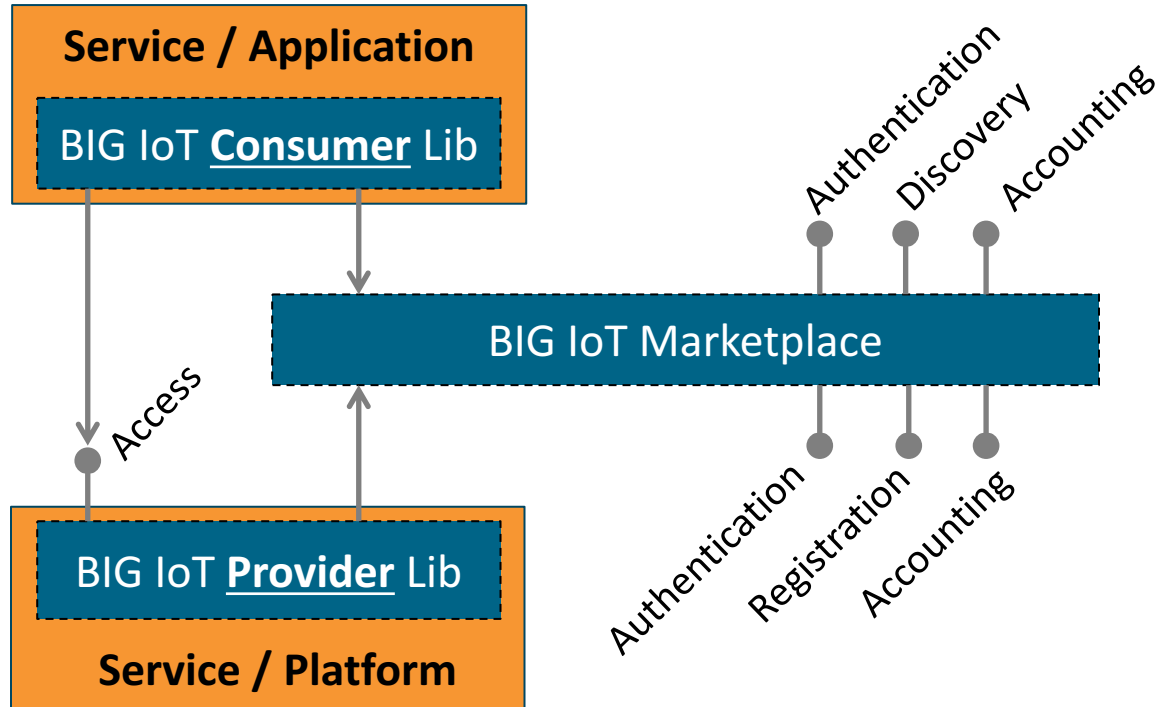 Service / Application
BIG IoT Consumer Lib
Authentication
Discovery
Accounting
BIG IoT Marketplace
Access
BIG IoT Provider Lib
Service / Platform
Authentication
Registration
Accounting